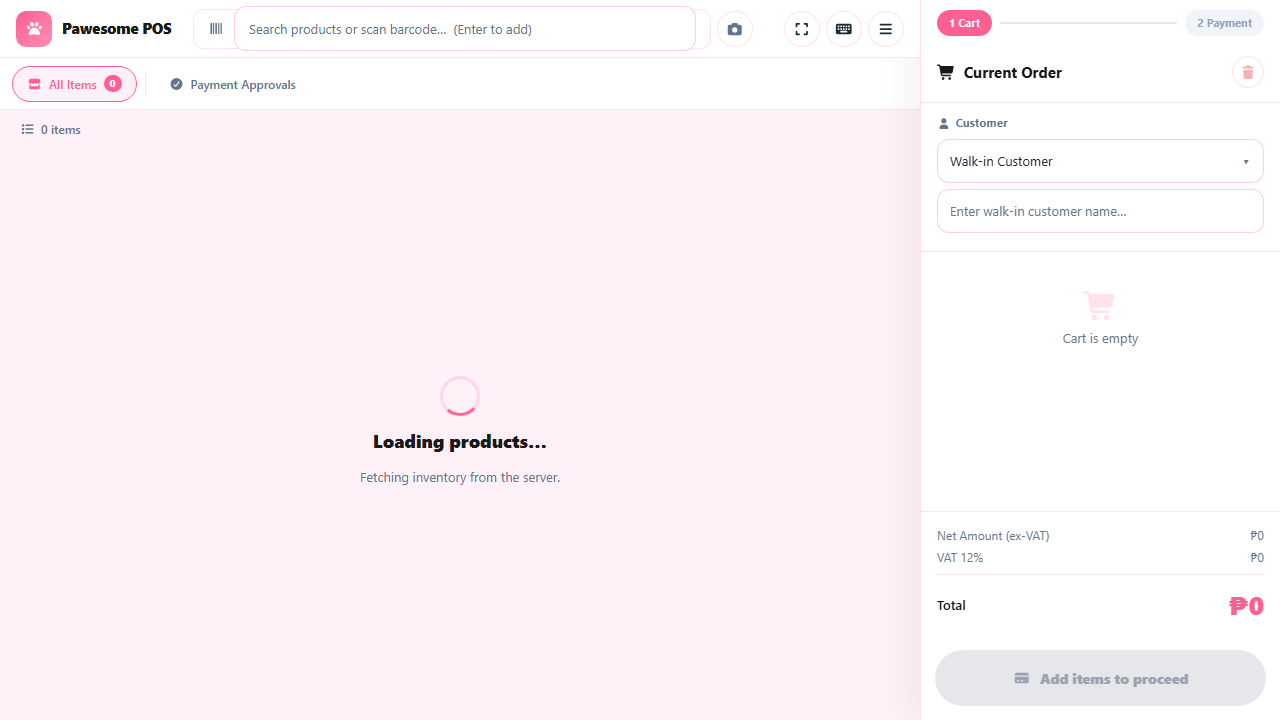 Pawesome POS
Search products or scan barcode... (Enter to add)
All Items 0
Payment Approvals
0 items
Loading products...
Fetching inventory from the server.
1 Cart
2 Payment
Current Order
Customer
Walk-in Customer
Enter walk-in customer name...
Cart is empty
Net Amount (ex-VAT) ₱0
VAT 12% ₱0
Total ₱0
Add items to proceed